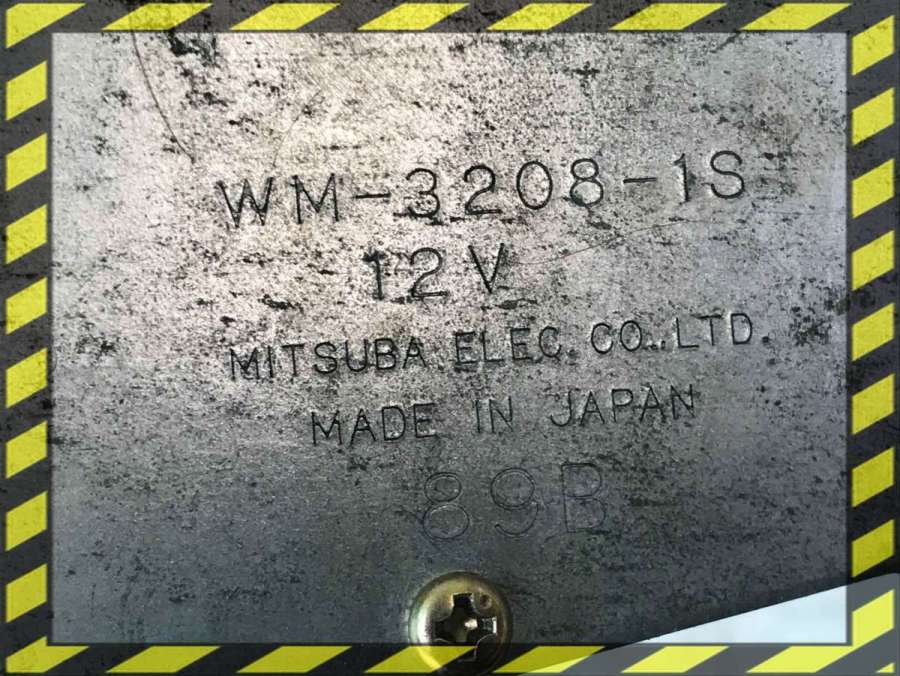 WM-3208-1S
12V
MITSUBA ELEC. CO.,LTD.
MADE IN JAPAN
89B